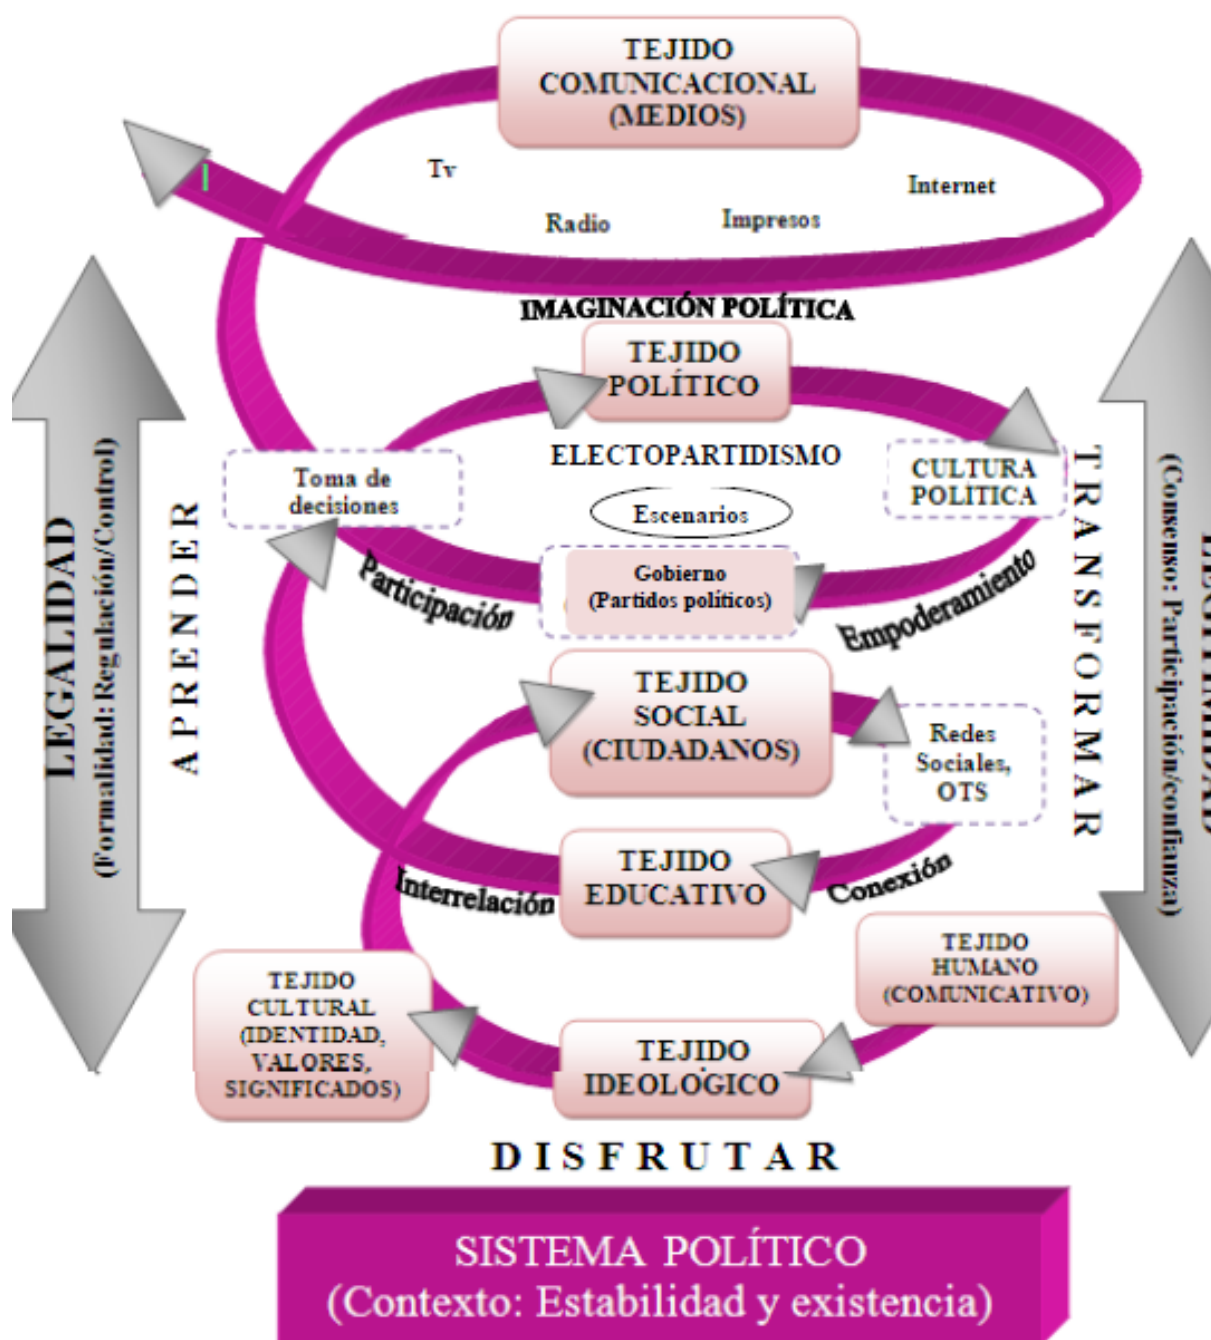 TEJIDO
COMUNICACIONAL
(MEDIOS)
Tv
Internet
Radio
Impresos
IMAGINACIÓN POLÍTICA
TEJIDO
POLÍTICO
ELECTOPARTIDISMO
Escenarios
Toma de
decisiones
CULTURA
POLÍTICA
Participación
Gobierno
(Partidos políticos)
Empoderamiento
LEGALIDAD
(Formalidad: Regulación/Control)
APRENDER
TRANSFORMAR
(Consenso: Participación/confianza)
TEJIDO
SOCIAL
(CIUDADANOS)
Redes
Sociales,
OTS
TEJIDO
EDUCATIVO
Interrelación
Conexión
TEJIDO
CULTURAL
(IDENTIDAD,
VALORES,
SIGNIFICADOS)
TEJIDO
HUMANO
(COMUNICATIVO)
TEJIDO
IDEOLÓGICO
DISFRUTAR
SISTEMA POLÍTICO
(Contexto: Estabilidad y existencia)